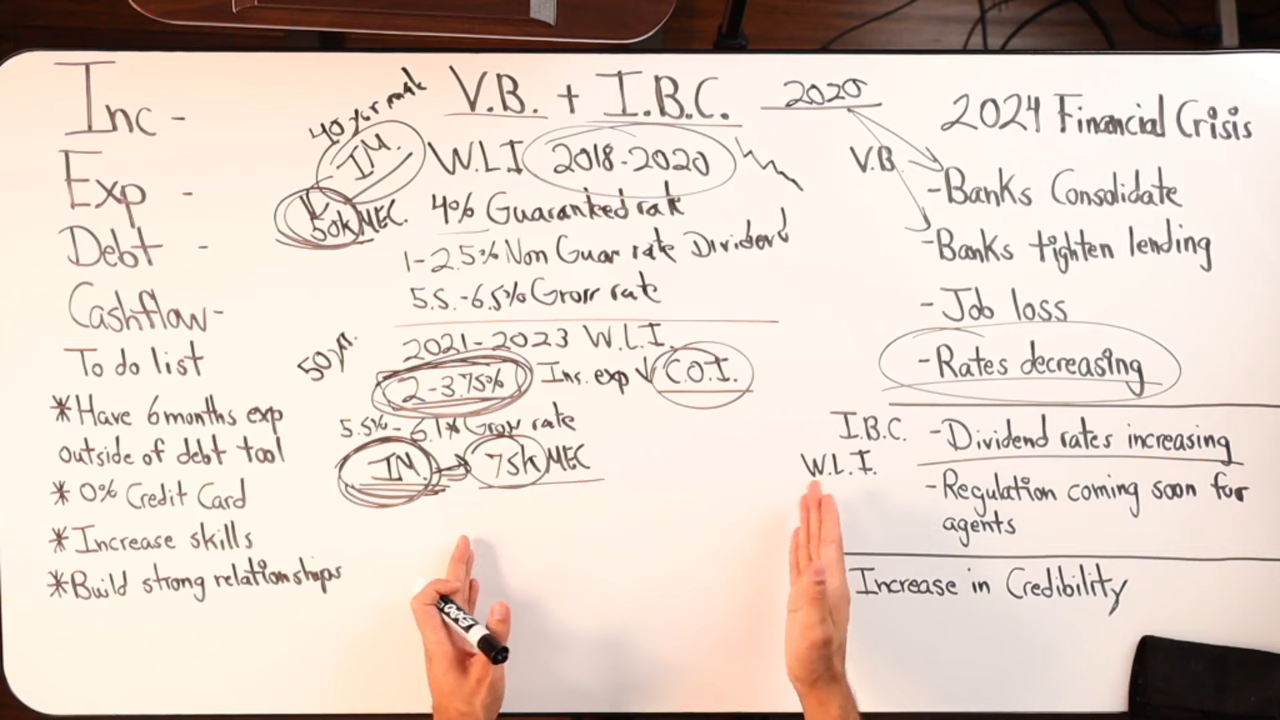 Inc -
Exp -
Debt -
Cashflow-
To do list
*Have 6 months exp
outside of debt tool
* 0% Credit Card
*Increase skills
*Build strong relationships
V.B. + I.B.C.
40 yr male
IM.
50k MEC.
W.L.I 2018-2020
4% Guaranteed rate
1-2.5% Non Guar rate Dividend
5.5.-6.5% Gross rate
2021-2023 W.L.I.
50yr.
2-3.75% Ins. exp ↓ C.O.I.
5.5%-6.1% Gross rate
IM → 75k MEC
2020
V.B.
2024 Financial Crisis
-Banks Consolidate
-Banks tighten lending
-Job loss
-Rates decreasing
I.B.C. -Dividend rates increasing
W.L.I.
-Regulation coming soon for
agents
Increase in Credibility
EXPO